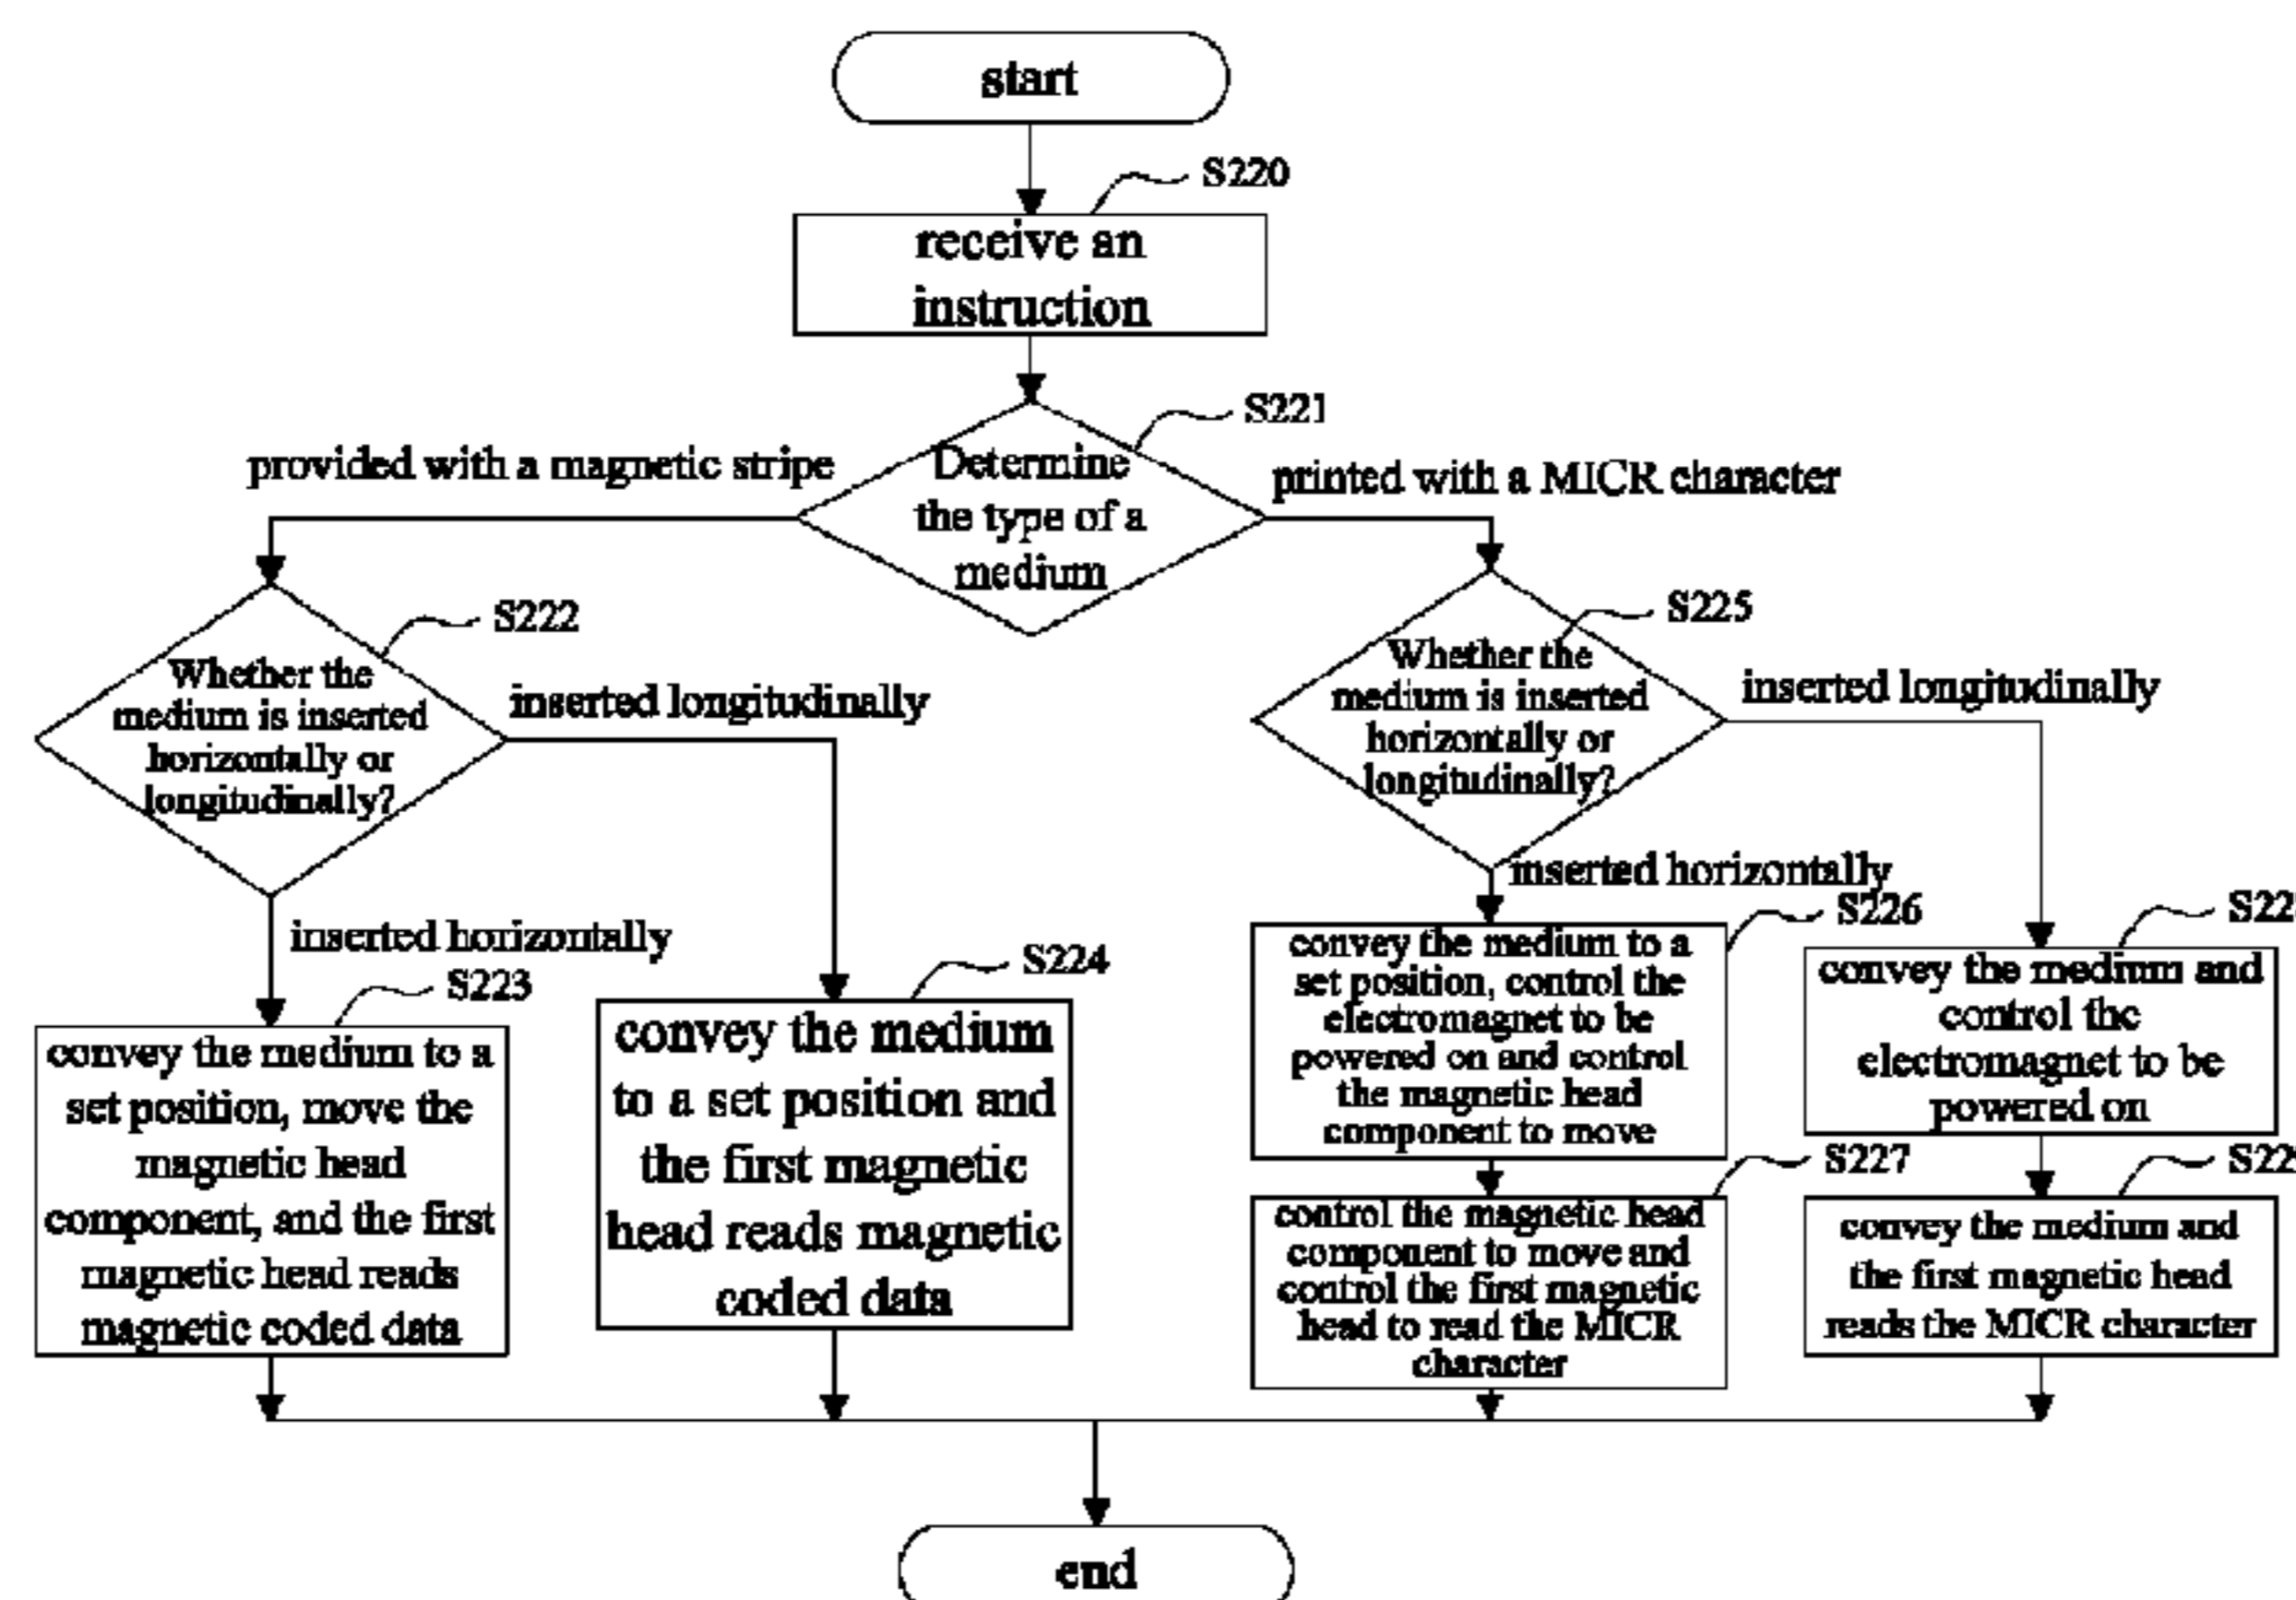 start
S220
receive an
instruction
S221
Determine
the type of a
medium
provided with a magnetic stripe
printed with a MICR character
S222
Whether the
medium is inserted
horizontally or
longitudinally?
inserted longitudinally
inserted horizontally
S225
Whether the
medium is inserted
horizontally or
longitudinally?
inserted longitudinally
inserted horizontally
S223
convey the medium to a
set position, move the
magnetic head
component, and the first
magnetic head reads
magnetic coded data
S224
convey the medium
to a set position and
the first magnetic
head reads magnetic
coded data
S226
convey the medium to a
set position, control the
electromagnet to be
powered on and control
the magnetic head
component to move
S227
control the magnetic head
component to move and
control the first magnetic
head to read the MICR
character
convey the medium and
control the
electromagnet to be
powered on
convey the medium and
the first magnetic head
reads the MICR character
end